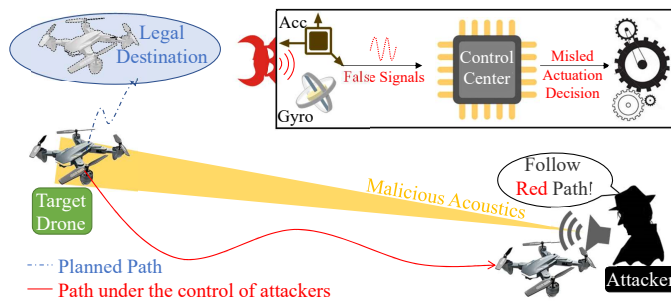 Legal
Destination
Acc
Gyro
False Signals
Control
Center
Misled
Actuation
Decision
Target
Drone
Malicious Acoustics
Follow
Red Path!
Attacker
Planned Path
Path under the control of attackers